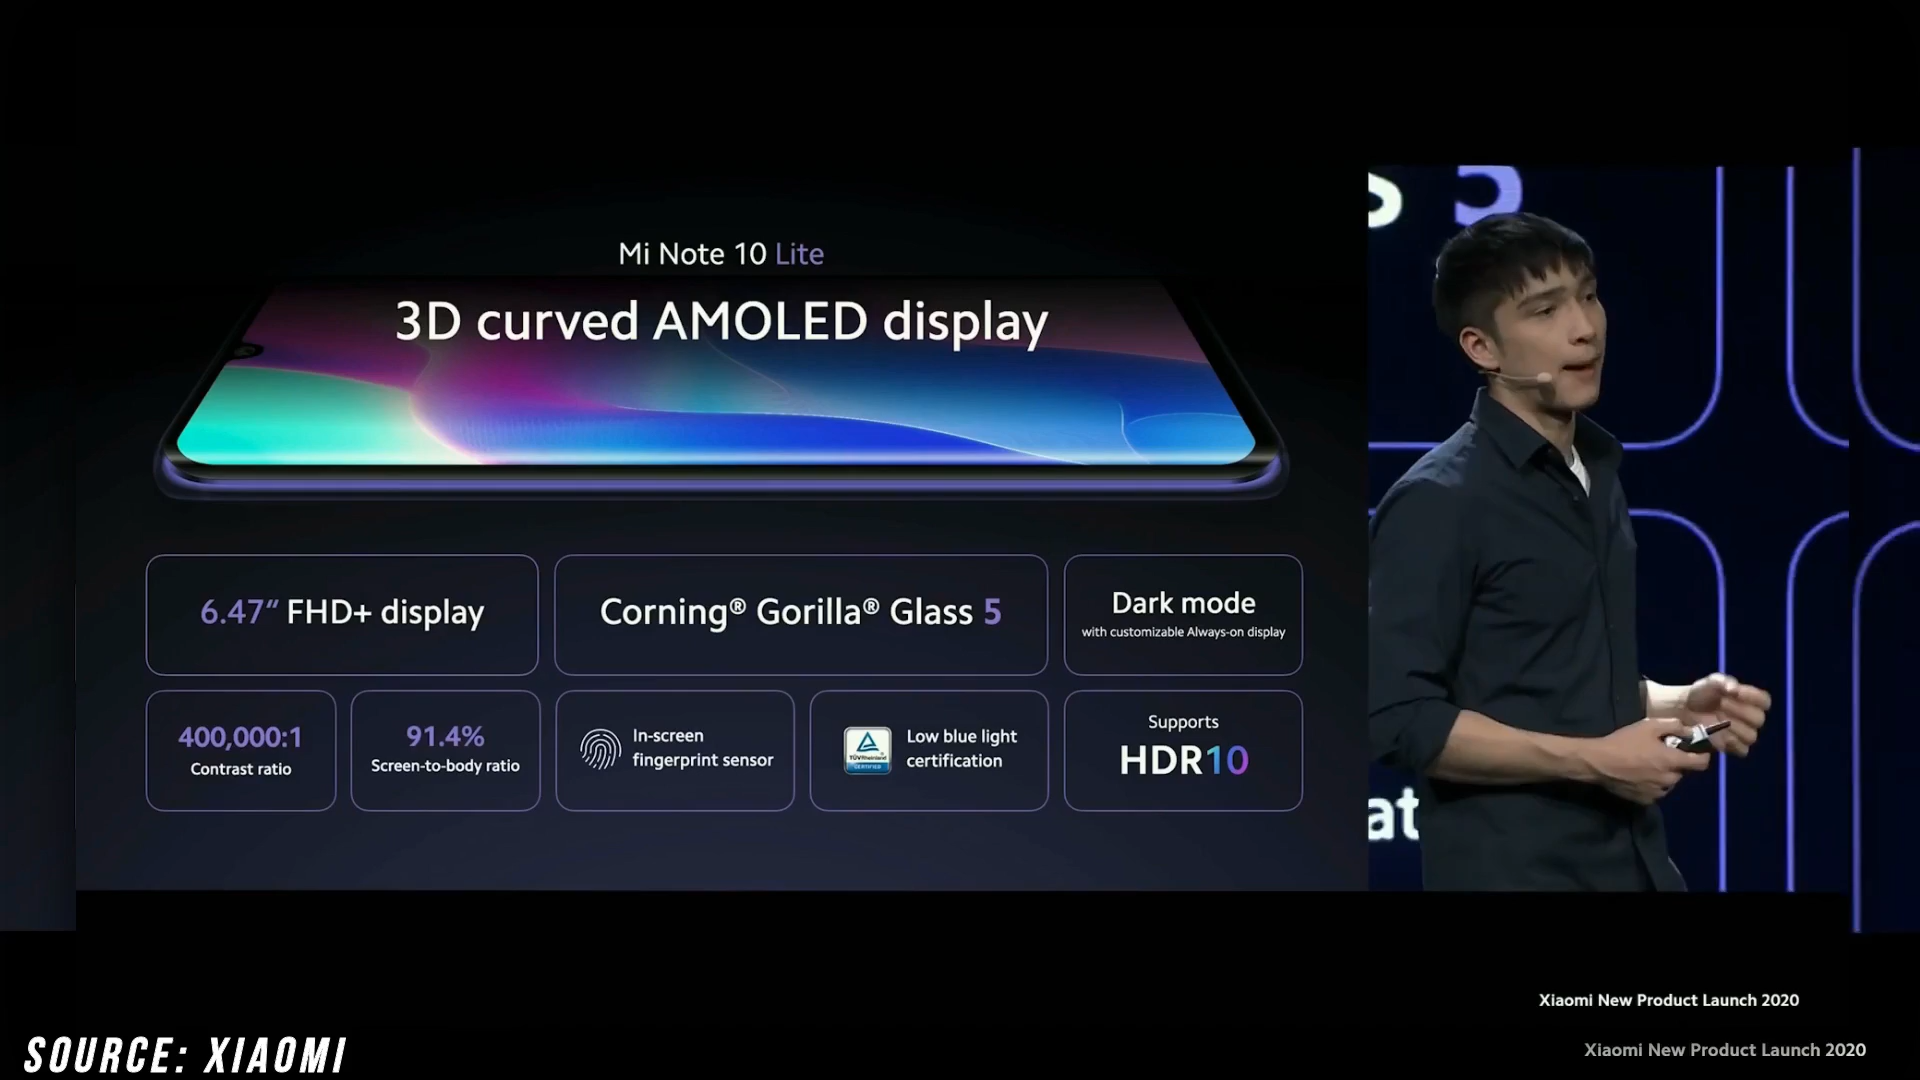 Mi Note 10 Lite
3D curved AMOLED display
6.47“ FHD+ display
Corning® Gorilla® Glass 5
Dark mode
with customizable Always-on display
400,000:1
Contrast ratio
91.4%
Screen-to-body ratio
In-screen
fingerprint sensor
TÜVRheinland
CERTIFIED
Low blue light
certification
Supports
HDR10
s 5
at
Xiaomi New Product Launch 2020
Xiaomi New Product Launch 2020
SOURCE: XIAOMI